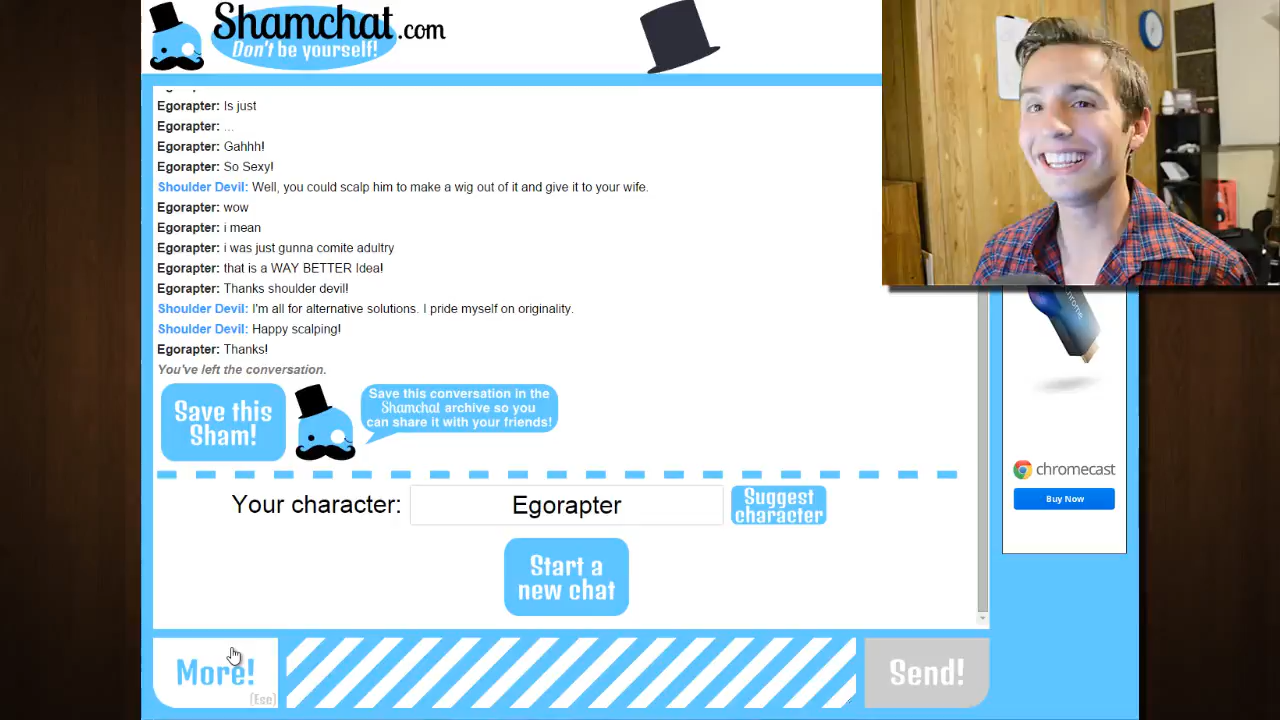 Shamchat.com
Don't be yourself!
Egorapter: Is just
Egorapter: ...
Egorapter: Gahhh!
Egorapter: So Sexy!
Shoulder Devil: Well, you could scalp him to make a wig out of it and give it to your wife.
Egorapter: wow
Egorapter: i mean
Egorapter: i was just gunna comite adultry
Egorapter: that is a WAY BETTER Idea!
Egorapter: Thanks shoulder devil!
Shoulder Devil: I'm all for alternative solutions. I pride myself on originality.
Shoulder Devil: Happy scalping!
Egorapter: Thanks!
You've left the conversation.
Save this
Sham!
Save this conversation in the
Shamchat archive so you
can share it with your friends!
Your character:
Egorapter
Suggest
character
Start a
new chat
chrome
chromecast
Buy Now
More!
(Esc)
Send!